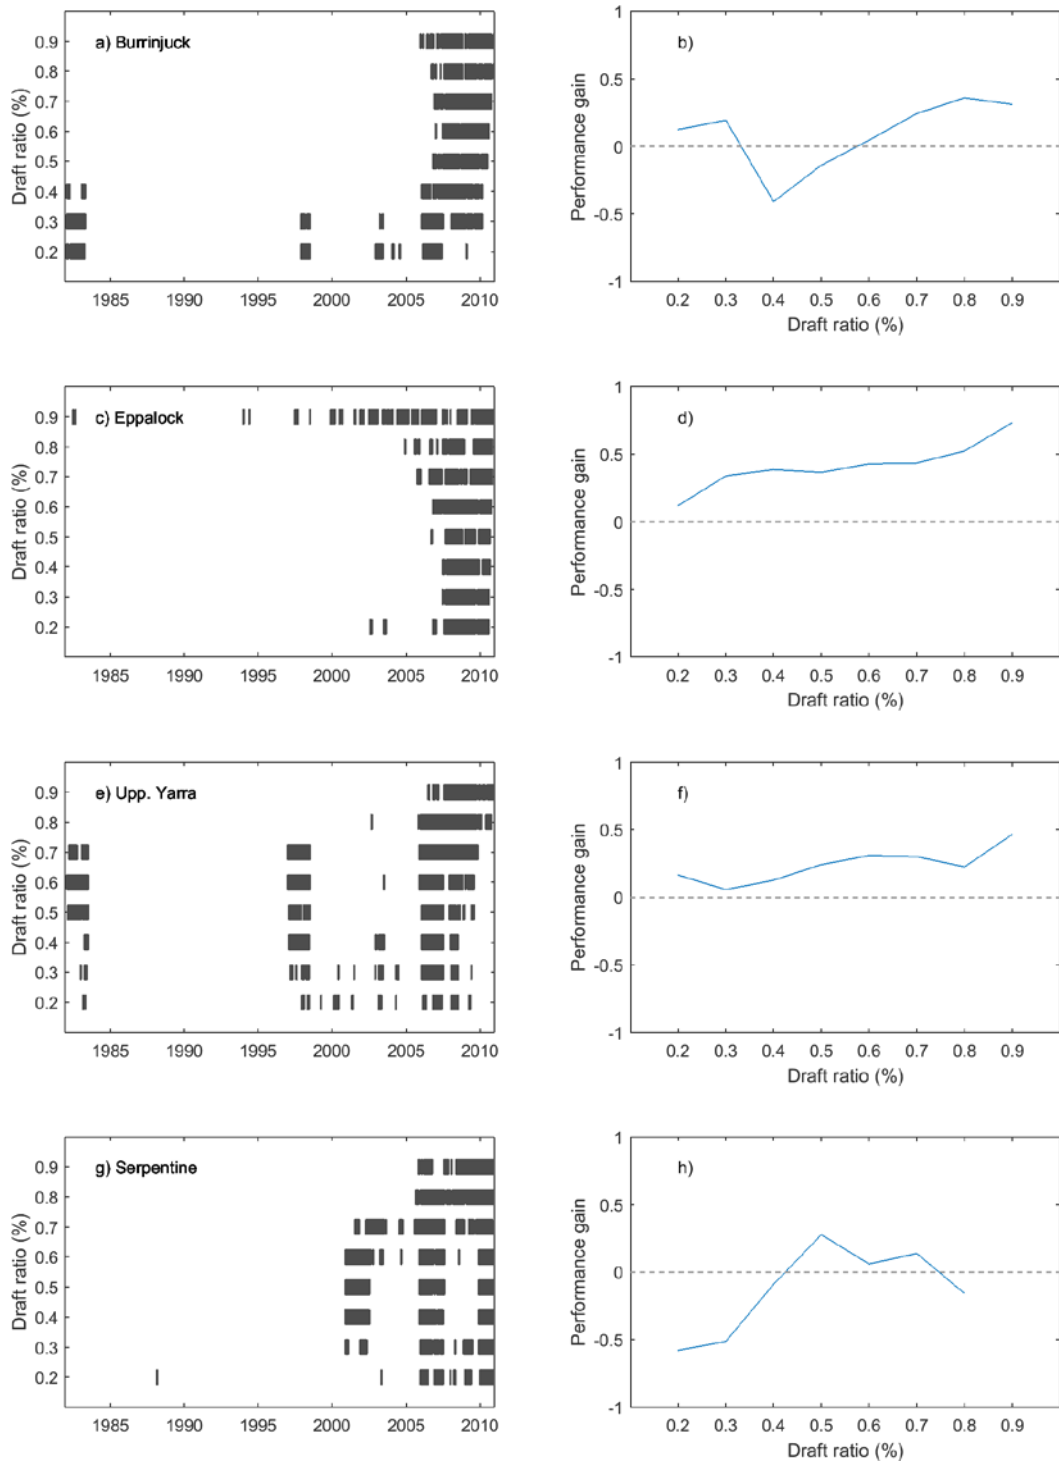 a) Burrinjuck
Draft ratio (%)
0.9
0.8
0.7
0.6
0.5
0.4
0.3
0.2
1985 1990 1995 2000 2005 2010
b)
Performance gain
1
0.5
0
-0.5
-1
0.2 0.3 0.4 0.5 0.6 0.7 0.8 0.9
Draft ratio (%)
c) Eppalock
Draft ratio (%)
0.9
0.8
0.7
0.6
0.5
0.4
0.3
0.2
1985 1990 1995 2000 2005 2010
d)
Performance gain
1
0.5
0
-0.5
-1
0.2 0.3 0.4 0.5 0.6 0.7 0.8 0.9
Draft ratio (%)
e) Upp. Yarra
Draft ratio (%)
0.9
0.8
0.7
0.6
0.5
0.4
0.3
0.2
1985 1990 1995 2000 2005 2010
f)
Performance gain
1
0.5
0
-0.5
-1
0.2 0.3 0.4 0.5 0.6 0.7 0.8 0.9
Draft ratio (%)
g) Serpentine
Draft ratio (%)
0.9
0.8
0.7
0.6
0.5
0.4
0.3
0.2
1985 1990 1995 2000 2005 2010
h)
Performance gain
1
0.5
0
-0.5
-1
0.2 0.3 0.4 0.5 0.6 0.7 0.8 0.9
Draft ratio (%)